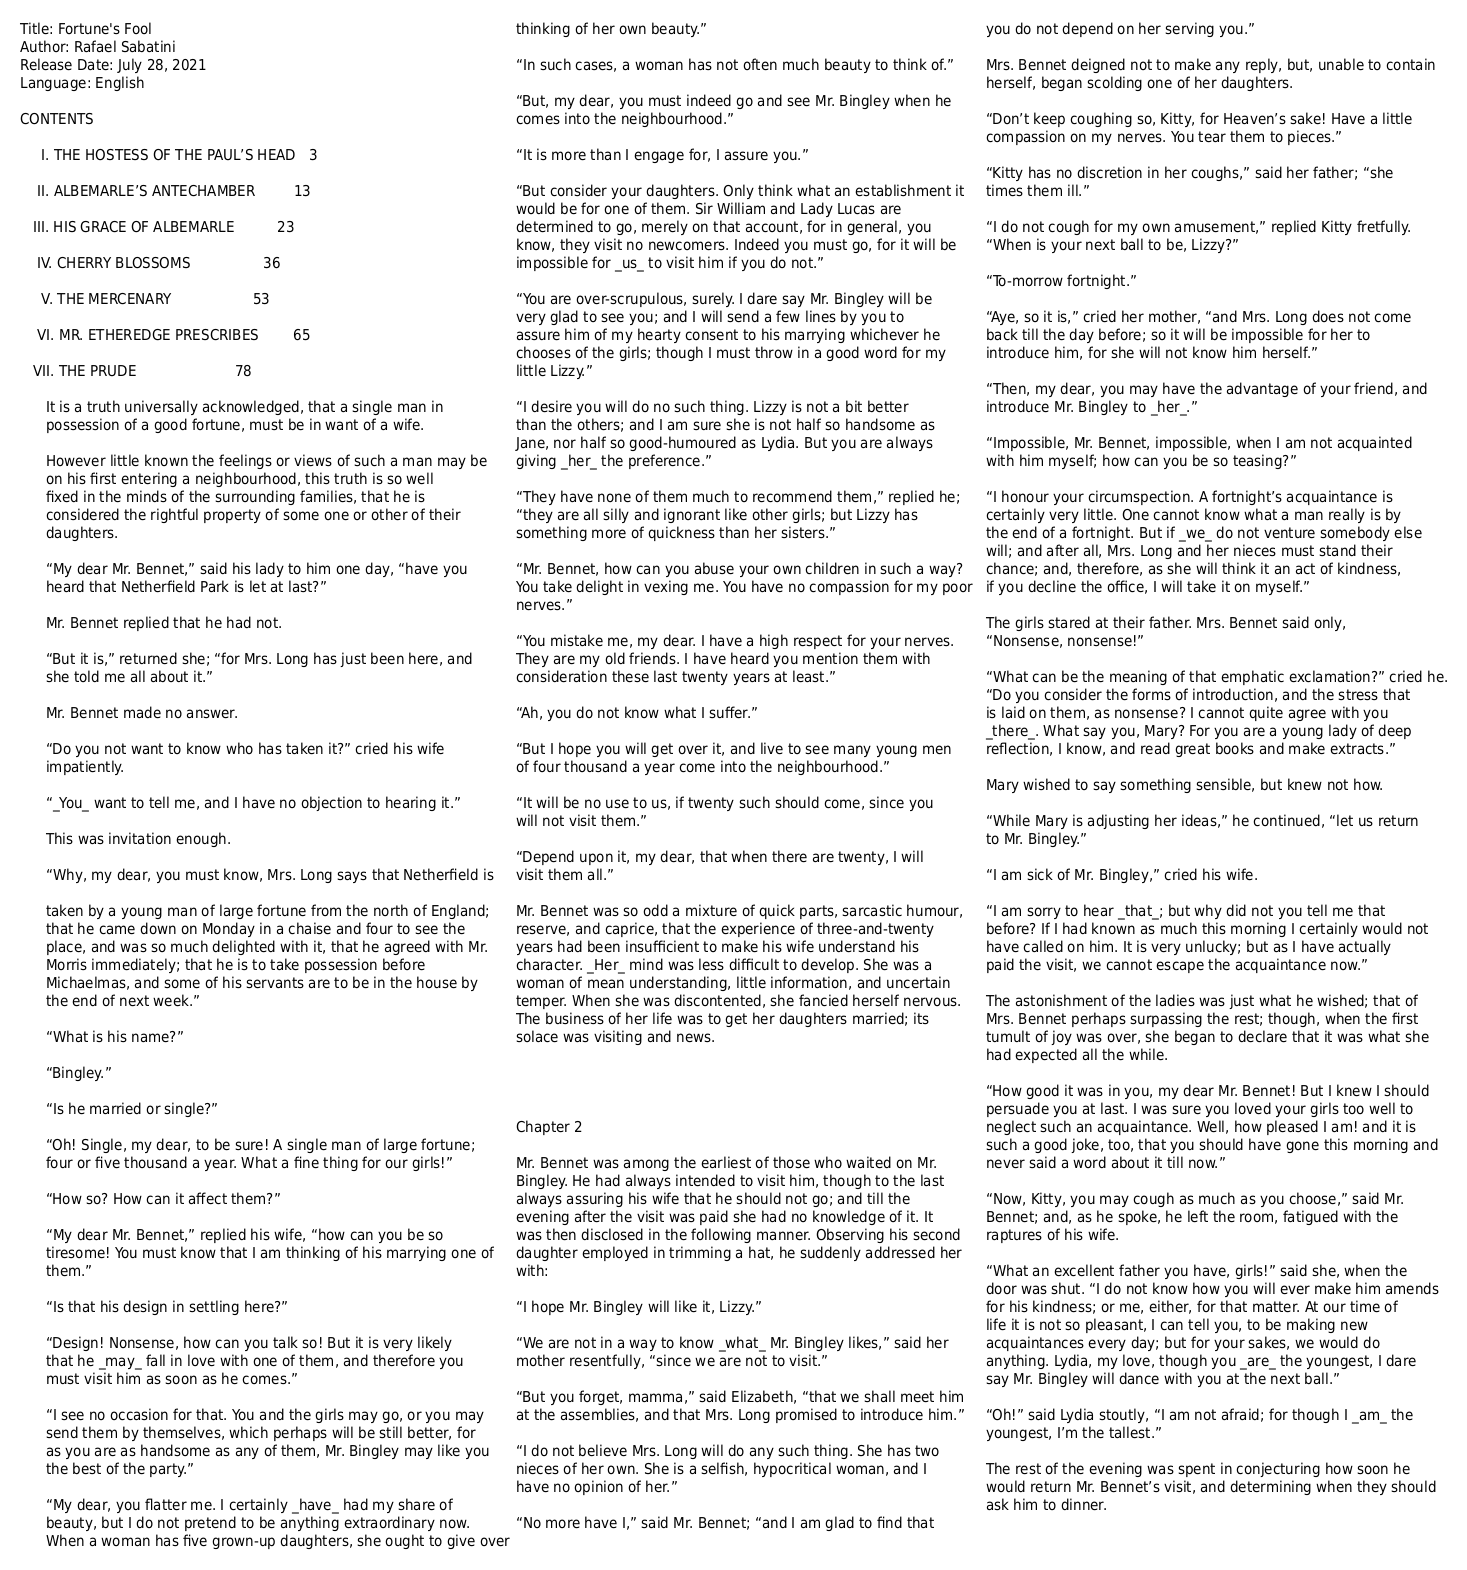 Title: Fortune's Fool
Author: Rafael Sabatini
Release Date: July 28, 2021
Language: English
CONTENTS
I. THE HOSTESS OF THE PAUL’S HEAD 3
II. ALBEMARLE’S ANTECHAMBER 13
III. HIS GRACE OF ALBEMARLE 23
IV. CHERRY BLOSSOMS 36
V. THE MERCENARY 53
VI. MR. ETHEREDGE PRESCRIBES 65
VII. THE PRUDE 78
It is a truth universally acknowledged, that a single man in
possession of a good fortune, must be in want of a wife.
However little known the feelings or views of such a man may be
on his first entering a neighbourhood, this truth is so well
fixed in the minds of the surrounding families, that he is
considered the rightful property of some one or other of their
daughters.
“My dear Mr. Bennet,” said his lady to him one day, “have you
heard that Netherfield Park is let at last?”
Mr. Bennet replied that he had not.
“But it is,” returned she; “for Mrs. Long has just been here, and
she told me all about it.”
Mr. Bennet made no answer.
“Do you not want to know who has taken it?” cried his wife
impatiently.
“_You_ want to tell me, and I have no objection to hearing it.”
This was invitation enough.
“Why, my dear, you must know, Mrs. Long says that Netherfield is
taken by a young man of large fortune from the north of England;
that he came down on Monday in a chaise and four to see the
place, and was so much delighted with it, that he agreed with Mr.
Morris immediately; that he is to take possession before
Michaelmas, and some of his servants are to be in the house by
the end of next week.”
“What is his name?”
“Bingley.”
“Is he married or single?”
“Oh! Single, my dear, to be sure! A single man of large fortune;
four or five thousand a year. What a fine thing for our girls!”
“How so? How can it affect them?”
“My dear Mr. Bennet,” replied his wife, “how can you be so
tiresome! You must know that I am thinking of his marrying one of
them.”
“Is that his design in settling here?”
“Design! Nonsense, how can you talk so! But it is very likely
that he _may_ fall in love with one of them, and therefore you
must visit him as soon as he comes.”
“I see no occasion for that. You and the girls may go, or you may
send them by themselves, which perhaps will be still better, for
as you are as handsome as any of them, Mr. Bingley may like you
the best of the party.”
“My dear, you flatter me. I certainly _have_ had my share of
beauty, but I do not pretend to be anything extraordinary now.
When a woman has five grown-up daughters, she ought to give over
thinking of her own beauty.”
“In such cases, a woman has not often much beauty to think of.”
“But, my dear, you must indeed go and see Mr. Bingley when he
comes into the neighbourhood.”
“It is more than I engage for, I assure you.”
“But consider your daughters. Only think what an establishment it
would be for one of them. Sir William and Lady Lucas are
determined to go, merely on that account, for in general, you
know, they visit no newcomers. Indeed you must go, for it will be
impossible for _us_ to visit him if you do not.”
“You are over-scrupulous, surely. I dare say Mr. Bingley will be
very glad to see you; and I will send a few lines by you to
assure him of my hearty consent to his marrying whichever he
chooses of the girls; though I must throw in a good word for my
little Lizzy.”
“I desire you will do no such thing. Lizzy is not a bit better
than the others; and I am sure she is not half so handsome as
Jane, nor half so good-humoured as Lydia. But you are always
giving _her_ the preference.”
“They have none of them much to recommend them,” replied he;
“they are all silly and ignorant like other girls; but Lizzy has
something more of quickness than her sisters.”
“Mr. Bennet, how can you abuse your own children in such a way?
You take delight in vexing me. You have no compassion for my poor
nerves.”
“You mistake me, my dear. I have a high respect for your nerves.
They are my old friends. I have heard you mention them with
consideration these last twenty years at least.”
“Ah, you do not know what I suffer.”
“But I hope you will get over it, and live to see many young men
of four thousand a year come into the neighbourhood.”
“It will be no use to us, if twenty such should come, since you
will not visit them.”
“Depend upon it, my dear, that when there are twenty, I will
visit them all.”
Mr. Bennet was so odd a mixture of quick parts, sarcastic humour,
reserve, and caprice, that the experience of three-and-twenty
years had been insufficient to make his wife understand his
character. _Her_ mind was less difficult to develop. She was a
woman of mean understanding, little information, and uncertain
temper. When she was discontented, she fancied herself nervous.
The business of her life was to get her daughters married; its
solace was visiting and news.
Chapter 2
Mr. Bennet was among the earliest of those who waited on Mr.
Bingley. He had always intended to visit him, though to the last
always assuring his wife that he should not go; and till the
evening after the visit was paid she had no knowledge of it. It
was then disclosed in the following manner. Observing his second
daughter employed in trimming a hat, he suddenly addressed her
with:
“I hope Mr. Bingley will like it, Lizzy.”
“We are not in a way to know _what_ Mr. Bingley likes,” said her
mother resentfully, “since we are not to visit.”
“But you forget, mamma,” said Elizabeth, “that we shall meet him
at the assemblies, and that Mrs. Long promised to introduce him.”
“I do not believe Mrs. Long will do any such thing. She has two
nieces of her own. She is a selfish, hypocritical woman, and I
have no opinion of her.”
“No more have I,” said Mr. Bennet; “and I am glad to find that
you do not depend on her serving you.”
Mrs. Bennet deigned not to make any reply, but, unable to contain
herself, began scolding one of her daughters.
“Don’t keep coughing so, Kitty, for Heaven’s sake! Have a little
compassion on my nerves. You tear them to pieces.”
“Kitty has no discretion in her coughs,” said her father; “she
times them ill.”
“I do not cough for my own amusement,” replied Kitty fretfully.
“When is your next ball to be, Lizzy?”
“To-morrow fortnight.”
“Aye, so it is,” cried her mother, “and Mrs. Long does not come
back till the day before; so it will be impossible for her to
introduce him, for she will not know him herself.”
“Then, my dear, you may have the advantage of your friend, and
introduce Mr. Bingley to _her_.”
“Impossible, Mr. Bennet, impossible, when I am not acquainted
with him myself; how can you be so teasing?”
“I honour your circumspection. A fortnight’s acquaintance is
certainly very little. One cannot know what a man really is by
the end of a fortnight. But if _we_ do not venture somebody else
will; and after all, Mrs. Long and her nieces must stand their
chance; and, therefore, as she will think it an act of kindness,
if you decline the office, I will take it on myself.”
The girls stared at their father. Mrs. Bennet said only,
“Nonsense, nonsense!”
“What can be the meaning of that emphatic exclamation?” cried he.
“Do you consider the forms of introduction, and the stress that
is laid on them, as nonsense? I cannot quite agree with you
_there_. What say you, Mary? For you are a young lady of deep
reflection, I know, and read great books and make extracts.”
Mary wished to say something sensible, but knew not how.
“While Mary is adjusting her ideas,” he continued, “let us return
to Mr. Bingley.”
“I am sick of Mr. Bingley,” cried his wife.
“I am sorry to hear _that_; but why did not you tell me that
before? If I had known as much this morning I certainly would not
have called on him. It is very unlucky; but as I have actually
paid the visit, we cannot escape the acquaintance now.”
The astonishment of the ladies was just what he wished; that of
Mrs. Bennet perhaps surpassing the rest; though, when the first
tumult of joy was over, she began to declare that it was what she
had expected all the while.
“How good it was in you, my dear Mr. Bennet! But I knew I should
persuade you at last. I was sure you loved your girls too well to
neglect such an acquaintance. Well, how pleased I am! and it is
such a good joke, too, that you should have gone this morning and
never said a word about it till now.”
“Now, Kitty, you may cough as much as you choose,” said Mr.
Bennet; and, as he spoke, he left the room, fatigued with the
raptures of his wife.
“What an excellent father you have, girls!” said she, when the
door was shut. “I do not know how you will ever make him amends
for his kindness; or me, either, for that matter. At our time of
life it is not so pleasant, I can tell you, to be making new
acquaintances every day; but for your sakes, we would do
anything. Lydia, my love, though you _are_ the youngest, I dare
say Mr. Bingley will dance with you at the next ball.”
“Oh!” said Lydia stoutly, “I am not afraid; for though I _am_ the
youngest, I’m the tallest.”
The rest of the evening was spent in conjecturing how soon he
would return Mr. Bennet’s visit, and determining when they should
ask him to dinner.